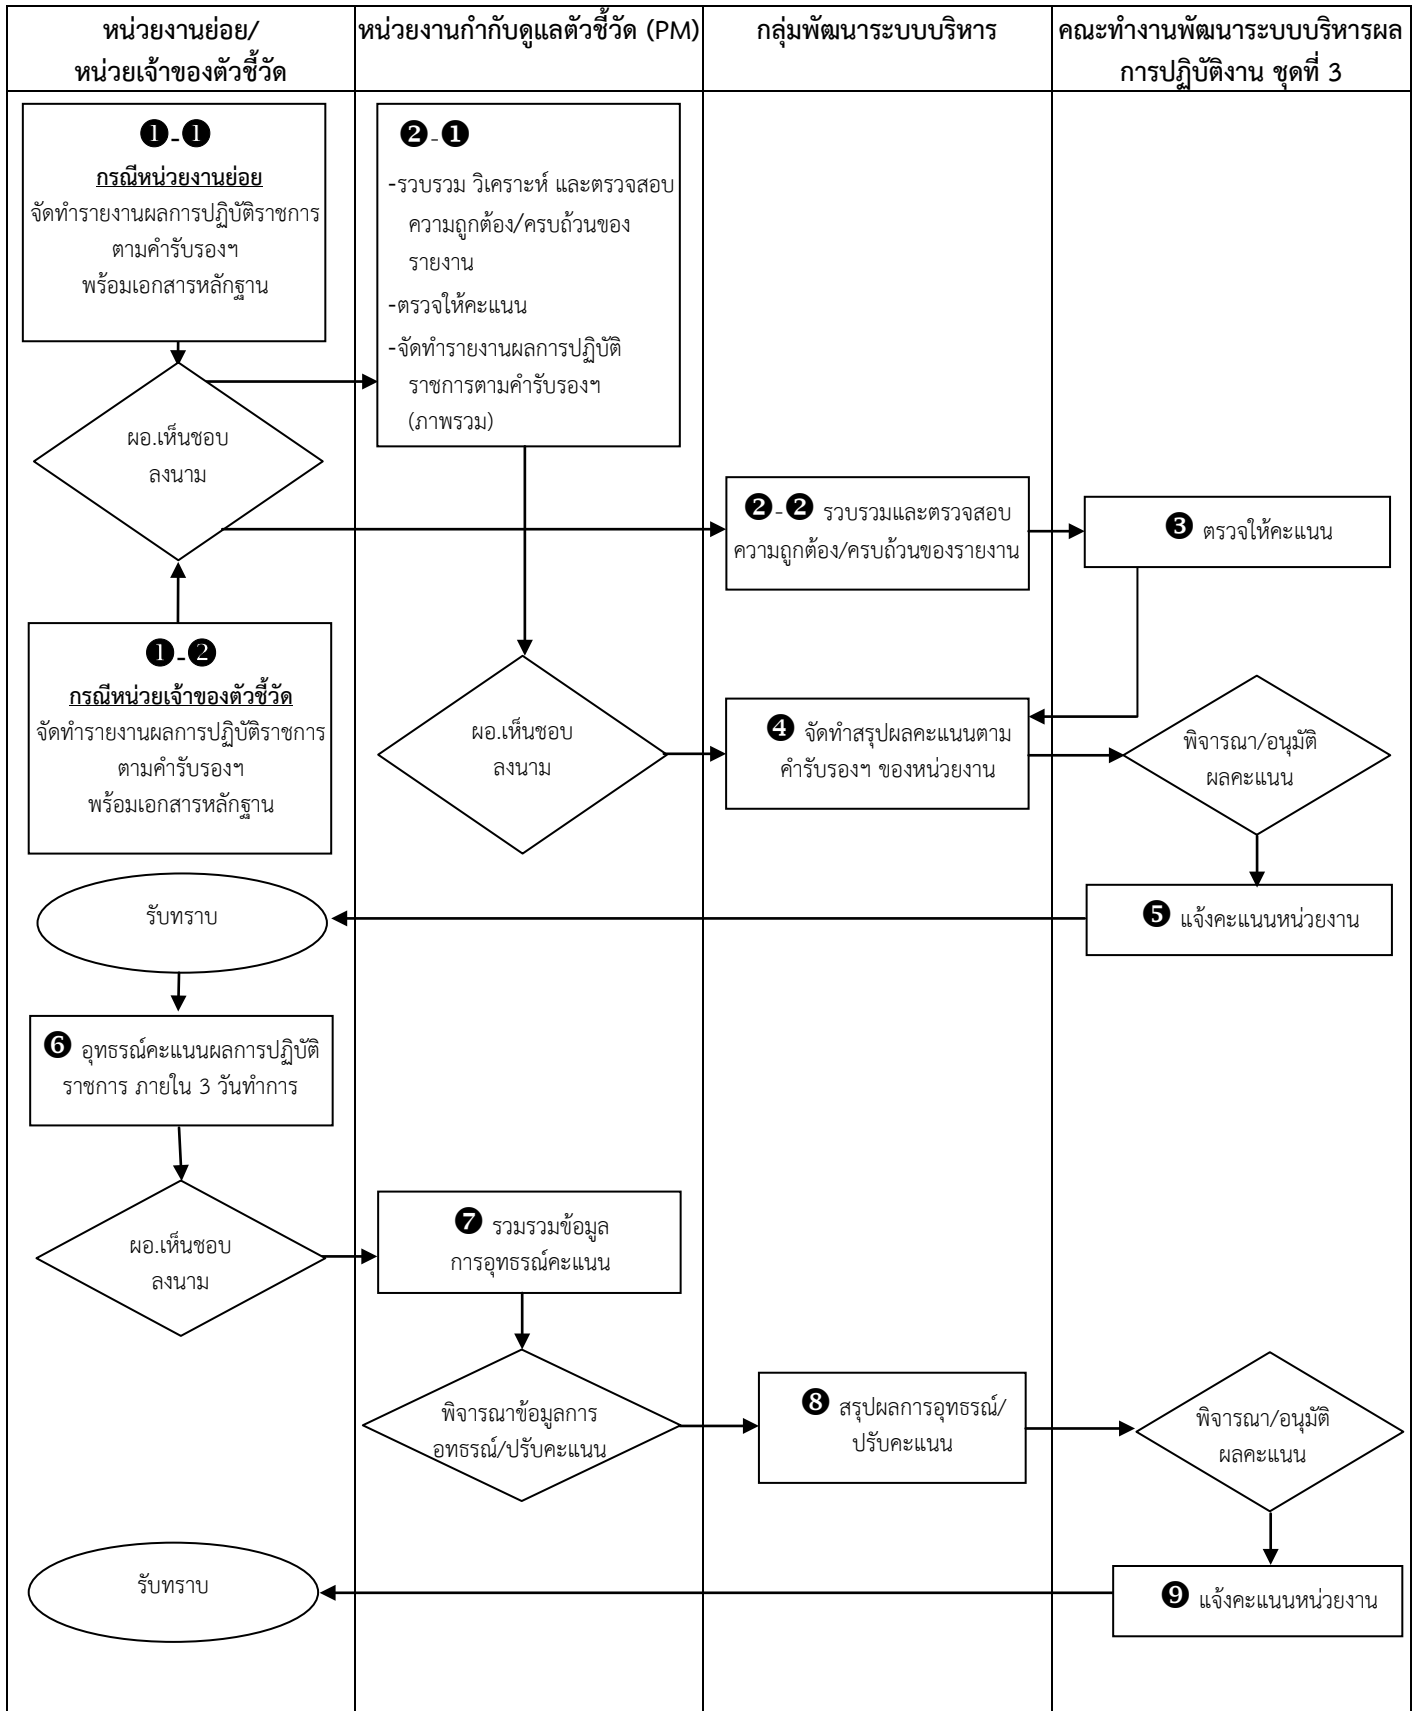 หน่วยงานย่อย/
หน่วยเจ้าของตัวชี้วัด
หน่วยงานกำกับดูแลตัวชี้วัด (PM)
กลุ่มพัฒนาระบบบริหาร
คณะทำงานพัฒนาระบบบริหารผล
การปฏิบัติงาน ชุดที่ 3
❶-❶
กรณีหน่วยงานย่อย
จัดทำรายงานผลการปฏิบัติราชการ
ตามคำรับรองฯ
พร้อมเอกสารหลักฐาน
❷-❶
-รวบรวม วิเคราะห์ และตรวจสอบ
ความถูกต้อง/ครบถ้วนของ
รายงาน
-ตรวจให้คะแนน
-จัดทำรายงานผลการปฏิบัติ
ราชการตามคำรับรองฯ
(ภาพรวม)
ผอ.เห็นชอบ
ลงนาม
❷-❷ รวบรวมและตรวจสอบ
ความถูกต้อง/ครบถ้วนของรายงาน
❸ ตรวจให้คะแนน
❶-❷
กรณีหน่วยเจ้าของตัวชี้วัด
จัดทำรายงานผลการปฏิบัติราชการ
ตามคำรับรองฯ
พร้อมเอกสารหลักฐาน
ผอ.เห็นชอบ
ลงนาม
❹ จัดทำสรุปผลคะแนนตาม
คำรับรองฯ ของหน่วยงาน
พิจารณา/อนุมัติ
ผลคะแนน
รับทราบ
❺ แจ้งคะแนนหน่วยงาน
❻ อุทธรณ์คะแนนผลการปฏิบัติ
ราชการ ภายใน 3 วันทำการ
ผอ.เห็นชอบ
ลงนาม
❼ รวมรวมข้อมูล
การอุทธรณ์คะแนน
พิจารณาข้อมูลการ
อุทธรณ์/ปรับคะแนน
❽ สรุปผลการอุทธรณ์/
ปรับคะแนน
พิจารณา/อนุมัติ
ผลคะแนน
รับทราบ
❾ แจ้งคะแนนหน่วยงาน